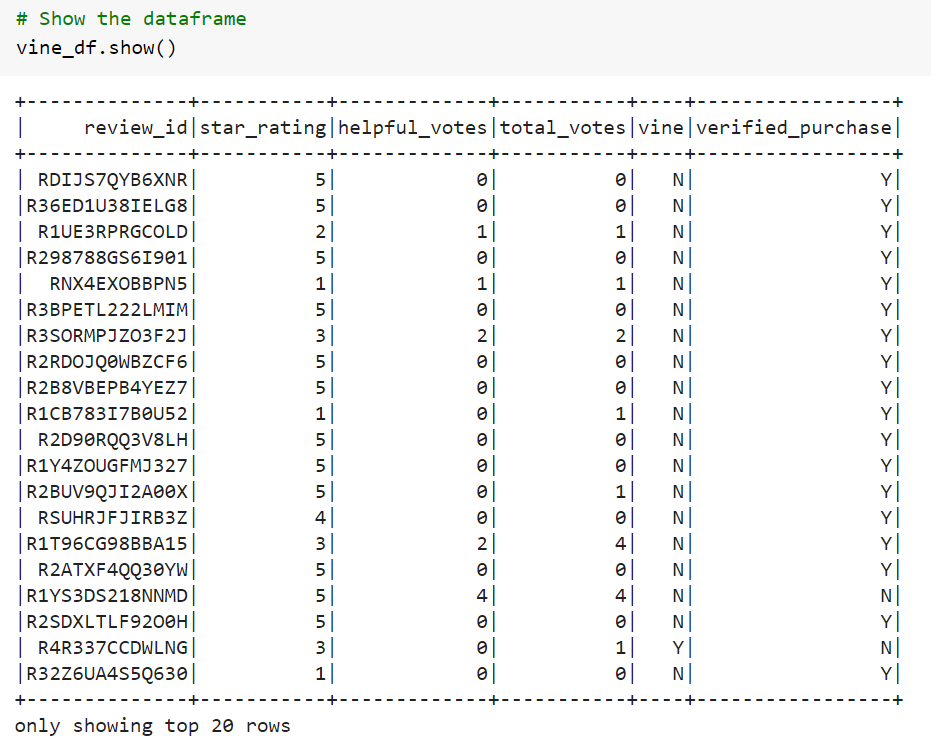 # Show the dataframe
vine_df.show()
+--------------+-----------+-------------+-----------+----+-----------------+
|     review_id|star_rating|helpful_votes|total_votes|vine|verified_purchase|
+--------------+-----------+-------------+-----------+----+-----------------+
| RDIJS7QYB6XNR|          5|            0|          0|   N|                Y|
|R36ED1U38IELG8|          5|            0|          0|   N|                Y|
| R1UE3RPRGCOLD|          2|            1|          1|   N|                Y|
|R298788GS6I901|          5|            0|          0|   N|                Y|
|  RNX4EXOBBPN5|          1|            1|          1|   N|                Y|
|R3BPETL222LMIM|          5|            0|          0|   N|                Y|
|R3SORMPJZO3F2J|          3|            2|          2|   N|                Y|
|R2RDOJQ0WBZCF6|          5|            0|          0|   N|                Y|
|R2B8VBEPB4YEZ7|          5|            0|          0|   N|                Y|
|R1CB783I7B0U52|          1|            0|          1|   N|                Y|
| R2D90RQQ3V8LH|          5|            0|          0|   N|                Y|
|R1Y4ZOUGFMJ327|          5|            0|          0|   N|                Y|
|R2BUV9QJI2A00X|          5|            0|          1|   N|                Y|
| RSUHRJFJIRB3Z|          4|            0|          0|   N|                Y|
|R1T96CG98BBA15|          3|            2|          4|   N|                Y|
| R2ATXF4QQ30YW|          5|            0|          0|   N|                Y|
|R1YS3DS218NNMD|          5|            4|          4|   N|                N|
|R2SDXLTLF92O0H|          5|            0|          0|   N|                Y|
| R4R337CCDWLNG|          3|            0|          1|   Y|                N|
|R32Z6UA4S5Q630|          1|            0|          0|   N|                Y|
+--------------+-----------+-------------+-----------+----+-----------------+
only showing top 20 rows